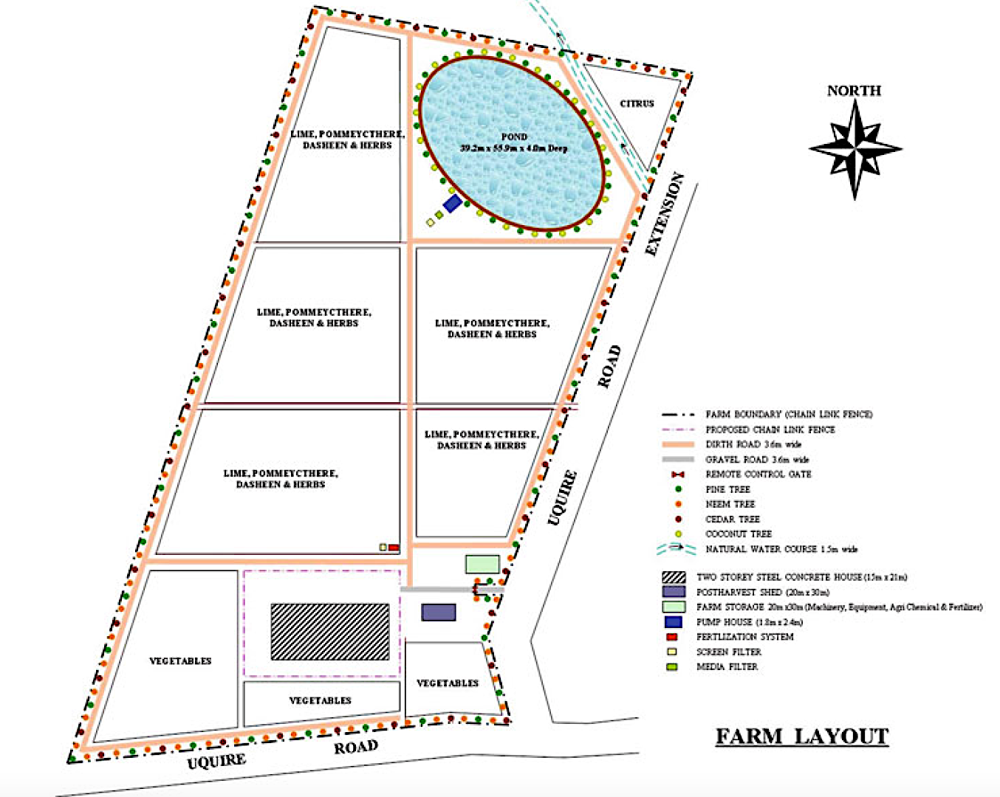 NORTH
CITRUS
LIME, POMMEYCTHERE,
DASHEEN & HERBS
POND
39.2m x 55.9m x 4.0m Deep
EXTENSION
LIME, POMMEYCTHERE,
DASHEEN & HERBS
LIME, POMMEYCTHERE,
DASHEEN & HERBS
ROAD
LIME, POMMEYCTHERE,
DASHEEN & HERBS
LIME, POMMEYCTHERE,
DASHEEN & HERBS
UQUIRE
FARM BOUNDARY (CHAIN LINK FENCE)
PROPOSED CHAIN LINK FENCE
DIRTH ROAD 3.6m wide
GRAVEL ROAD 3.6m wide
REMOTE CONTROL GATE
PINE TREE
NEEM TREE
CEDAR TREE
COCONUT TREE
NATURAL WATER COURSE 1.5m wide
TWO STOREY STEEL CONCRETE HOUSE (15m x 21m)
POSTHARVEST SHED (20m x 30m)
FARM STORAGE 20m x30m (Machinery, Equipment, Agri Chemical & Fertilizer)
PUMP HOUSE (1.8m x 2.4m)
FERTLIZATION SYSTEM
SCREEN FILTER
MEDIA FILTER
VEGETABLES
VEGETABLES
VEGETABLES
UQUIRE ROAD
FARM LAYOUT